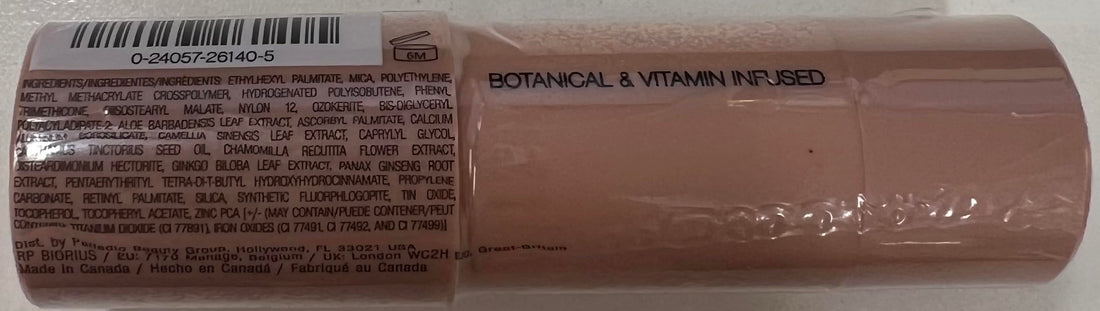 0-24057-26140-5
6M
BOTANICAL & VITAMIN INFUSED
INGREDIENTS/INGREDIENTES/INGRÉDIENTS: ETHYLHEXYL PALMITATE, MICA, POLYETHYLENE,
METHYL METHACRYLATE CROSSPOLYMER, HYDROGENATED POLYISOBUTENE, PHENYL
TRIMETHICONE, DIISOSTEARYL MALATE, NYLON 12, OZOKERITE, BIS-DIGLYCERYL
POLYACYLADIPATE-2, ALOE BARBADENSIS LEAF EXTRACT, ASCORBYL PALMITATE, CALCIUM
BOROSILICATE, CAMELLIA SINENSIS LEAF EXTRACT, CAPRYLYL GLYCOL,
TINCTORIUS SEED OIL, CHAMOMILLA RECUTITA FLOWER EXTRACT,
DISTEARDIMONIUM HECTORITE, GINKGO BILOBA LEAF EXTRACT, PANAX GINSENG ROOT
EXTRACT, PENTAERYTHRITYL TETRA-DI-T-BUTYL HYDROXYHYDROCINNAMATE, PROPYLENE
CARBONATE, RETINYL PALMITATE, SILICA, SYNTHETIC FLUORPHLOGOPITE, TIN OXIDE,
TOCOPHEROL, TOCOPHERYL ACETATE, ZINC PCA [+/- (MAY CONTAIN/PUEDE CONTENER/PEUT
TITANIUM DIOXIDE (CI 77891), IRON OXIDES (CI 77491, CI 77492, AND CI 77499)]
Dist. by Palladio Beauty Group, Hollywood, FL 33021 USA
RP BIORIUS / EU: 7170 Manage, Belgium / UK: London WC2H Great-Britain
Made in Canada / Hecho en Canadá / Fabriqué au Canada